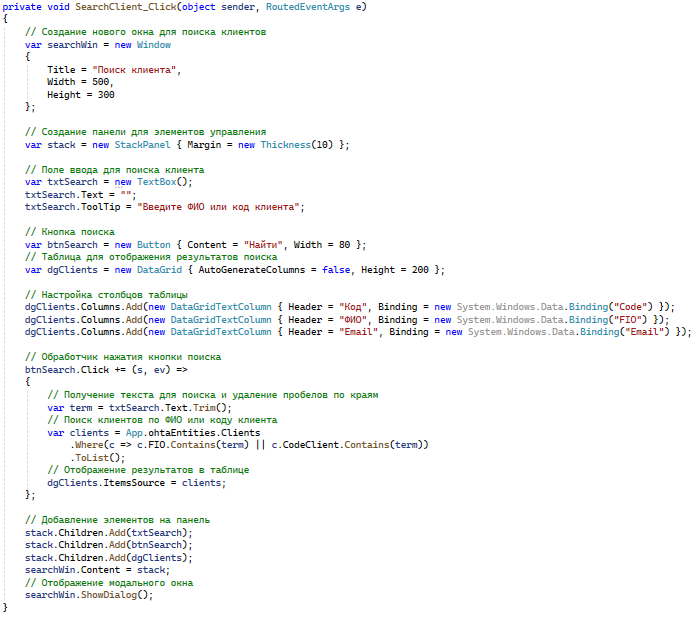 private void SearchClient_Click(object sender, RoutedEventArgs e)
{
    // Создание нового окна для поиска клиентов
    var searchWin = new Window
    {
        Title = "Поиск клиента",
        Width = 500,
        Height = 300
    };

    // Создание панели для элементов управления
    var stack = new StackPanel { Margin = new Thickness(10) };

    // Поле ввода для поиска клиента
    var txtSearch = new TextBox();
    txtSearch.Text = "";
    txtSearch.ToolTip = "Введите ФИО или код клиента";

    // Кнопка поиска
    var btnSearch = new Button { Content = "Найти", Width = 80 };
    // Таблица для отображения результатов поиска
    var dgClients = new DataGrid { AutoGenerateColumns = false, Height = 200 };

    // Настройка столбцов таблицы
    dgClients.Columns.Add(new DataGridTextColumn { Header = "Код", Binding = new System.Windows.Data.Binding("Code") });
    dgClients.Columns.Add(new DataGridTextColumn { Header = "ФИО", Binding = new System.Windows.Data.Binding("FIO") });
    dgClients.Columns.Add(new DataGridTextColumn { Header = "Email", Binding = new System.Windows.Data.Binding("Email") });

    // Обработчик нажатия кнопки поиска
    btnSearch.Click += (s, ev) =>
    {
        // Получение текста для поиска и удаление пробелов по краям
        var term = txtSearch.Text.Trim();
        // Поиск клиентов по ФИО или коду клиента
        var clients = App.ohtaEntities.Clients
            .Where(c => c.FIO.Contains(term) || c.CodeClient.Contains(term))
            .ToList();
        // Отображение результатов в таблице
        dgClients.ItemsSource = clients;
    };

    // Добавление элементов на панель
    stack.Children.Add(txtSearch);
    stack.Children.Add(btnSearch);
    stack.Children.Add(dgClients);
    searchWin.Content = stack;
    // Отображение модального окна
    searchWin.ShowDialog();
}